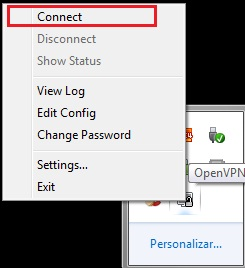 Connect
Disconnect
Show Status
View Log
Edit Config
Change Password
Settings...
Exit
OpenVPN
Personalizar...